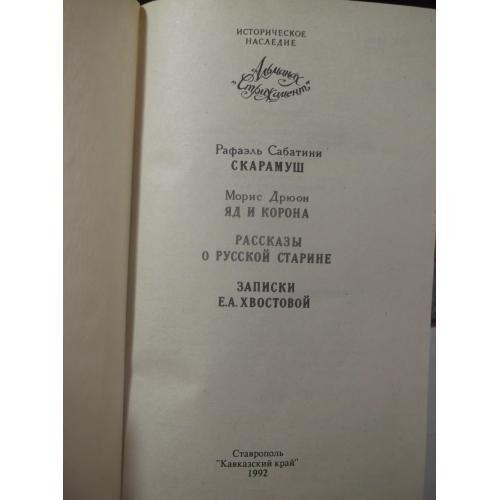 ИСТОРИЧЕСКОЕ
НАСЛЕДИЕ
Альманах
"Стрижамент"
Рафаэль Сабатини
СКАРАМУШ
Морис Дрюон
ЯД И КОРОНА
РАССКАЗЫ
О РУССКОЙ СТАРИНЕ
ЗАПИСКИ
Е.А.ХВОСТОВОЙ
Ставрополь
"Кавказский край"
1992